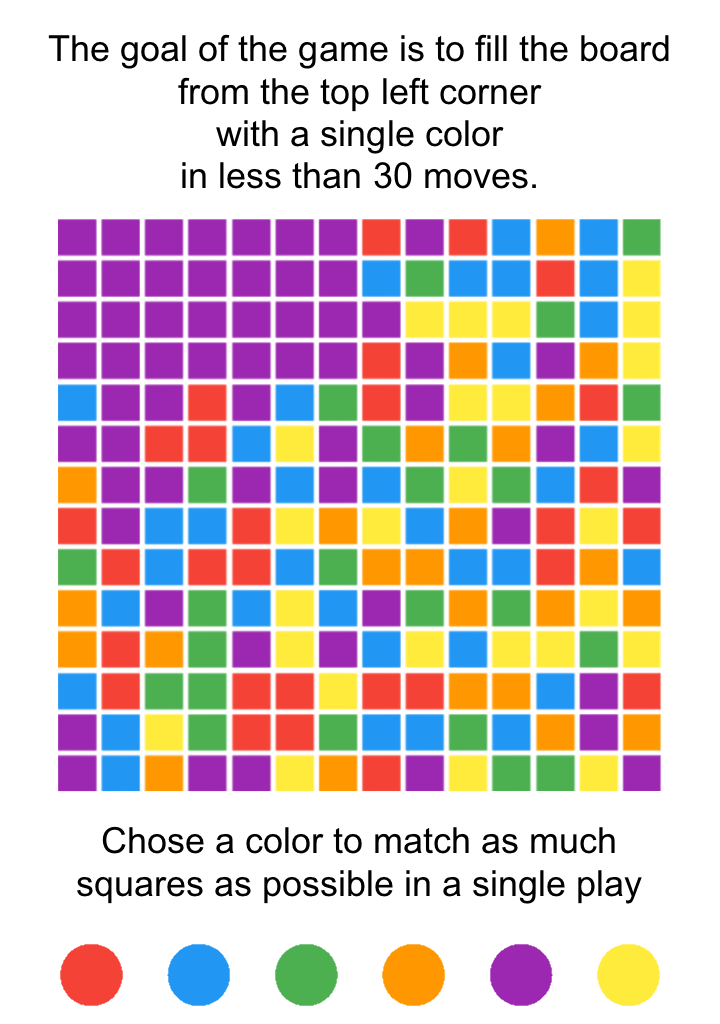 The goal of the game is to fill the board
from the top left corner
with a single color
in less than 30 moves.
Chose a color to match as much
squares as possible in a single play